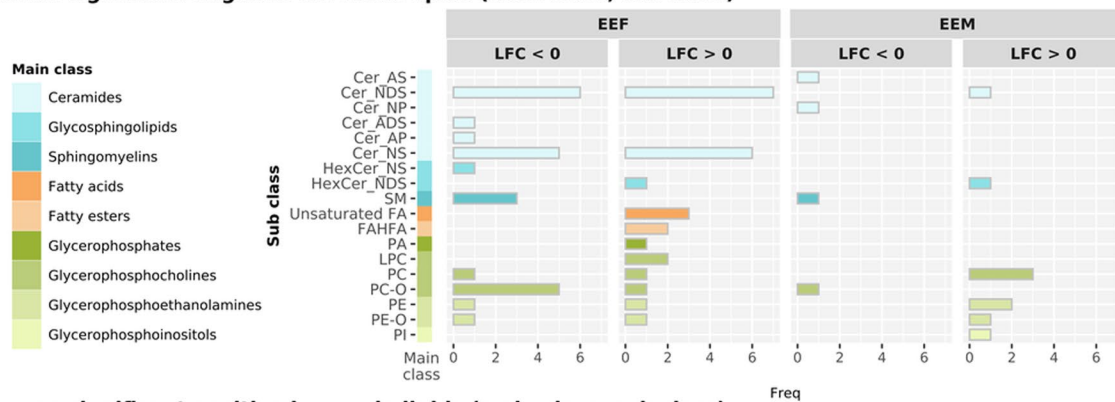 EEF EEM
LFC < 0 LFC > 0 LFC < 0 LFC > 0
Main class
Ceramides
Glycosphingolipids
Sphingomyelins
Fatty acids
Fatty esters
Glycerophosphates
Glycerophosphocholines
Glycerophosphoethanolamines
Glycerophosphoinositols
Sub class
Cer_AS
Cer_NDS
Cer_NP
Cer_ADS
Cer_AP
Cer_NS
HexCer_NS
HexCer_NDS
SM
Unsaturated FA
FAHFA
PA
LPC
PC
PC-O
PE
PE-O
PI
Main class
0 2 4 6 0 2 4 6 0 2 4 6 0 2 4 6
Freq